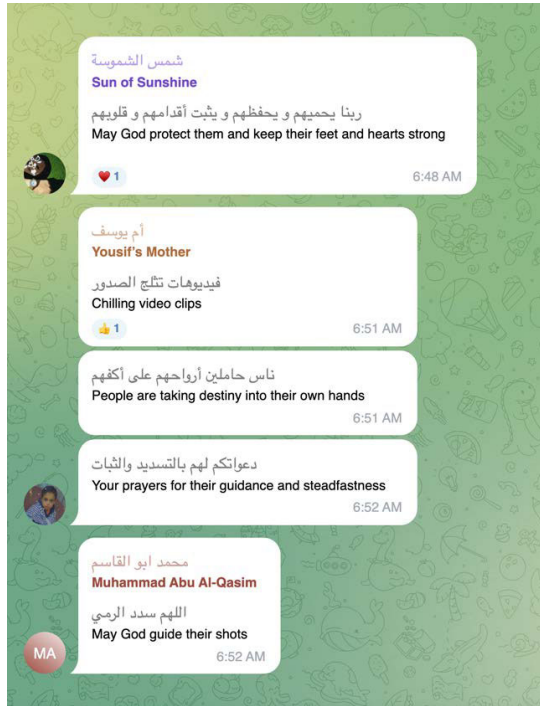 شمس الشموسة
Sun of Sunshine
ربنا يحميهم و يحفظهم و يثبت أقدامهم و قلوبهم
May God protect them and keep their feet and hearts strong
❤️ 1
6:48 AM
أم يوسف
Yousif's Mother
فيديوهات تثلج الصدور
Chilling video clips
👍 1
6:51 AM
ناس حاملين أرواحهم على أكفهم
People are taking destiny into their own hands
6:51 AM
دعواتكم لهم بالتسديد والثبات
Your prayers for their guidance and steadfastness
6:52 AM
محمد ابو القاسم
Muhammad Abu Al-Qasim
اللهم سدد الرمي
May God guide their shots
MA
6:52 AM